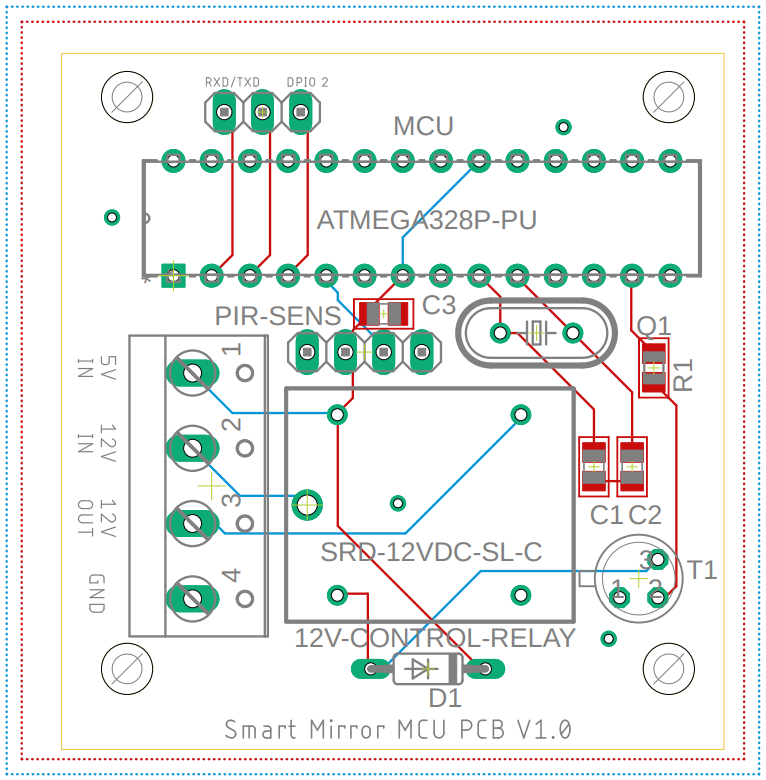 RXD/TXD DPIO 2
MCU
ATMEGA328P-PU
*
PIR-SENS
C3
Q1
R1
5V
IN
1
12V
IN
2
12V
OUT
3
GND
4
C1 C2
SRD-12VDC-SL-C
3
1 2
T1
12V-CONTROL-RELAY
D1
Smart Mirror MCU PCB V1.0